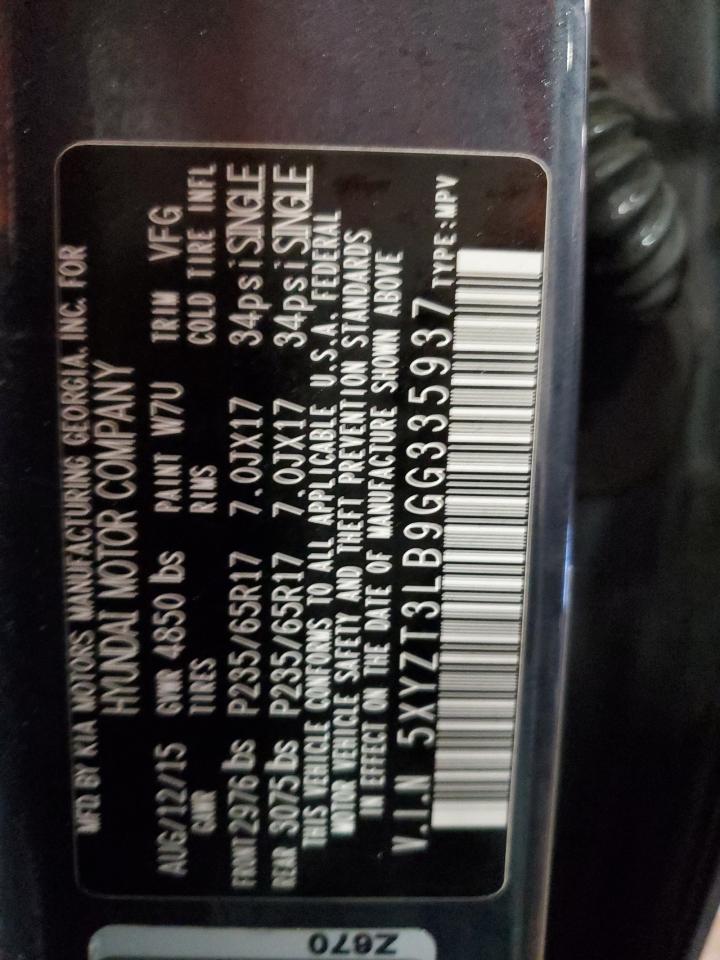 MFD BY KIA MOTORS MANUFACTURING GEORGIA, INC. FOR
HYUNDAI MOTOR COMPANY
AUG/12/15 GVWR 4850 lbs PAINT W7U TRIM VFG
GAWR TIRES RIMS COLD TIRE INFL
FRONT 2976 lbs P235/65R17 7.0JX17 34psi SINGLE
REAR 3075 lbs P235/65R17 7.0JX17 34psi SINGLE
THIS VEHICLE CONFORMS TO ALL APPLICABLE U.S.A. FEDERAL
MOTOR VEHICLE SAFETY AND THEFT PREVENTION STANDARDS
IN EFFECT ON THE DATE OF MANUFACTURE SHOWN ABOVE
V.I.N 5XYZT3LB9GG335937 TYPE:MPV
Z670